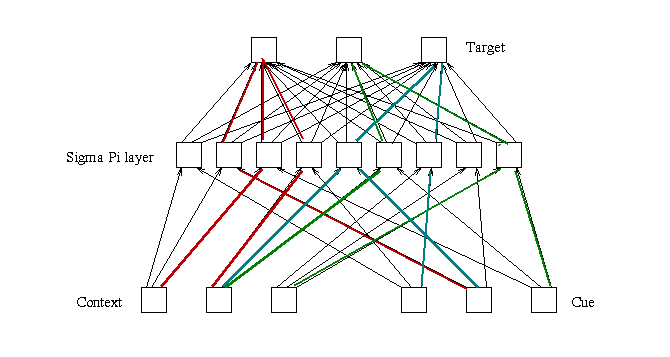 Target
Sigma Pi layer
Context
Cue